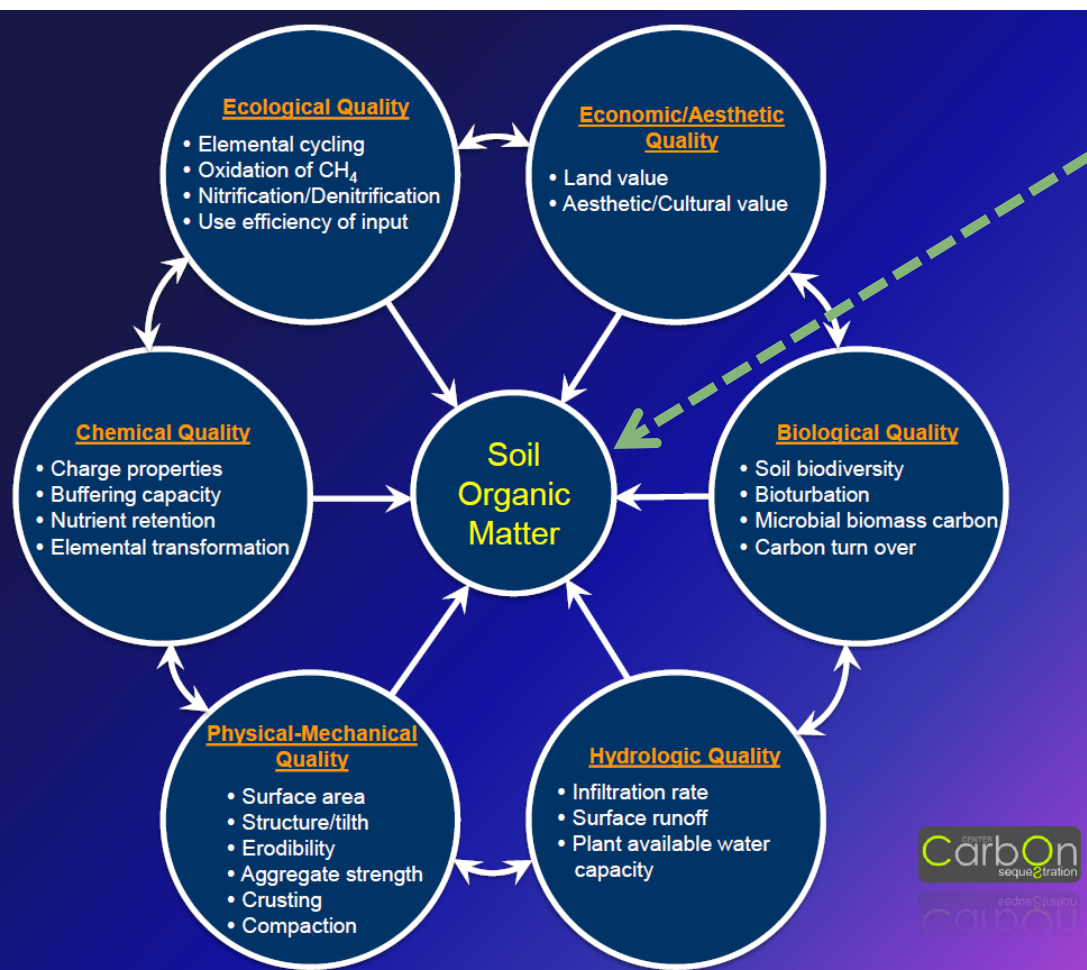 Ecological Quality
• Elemental cycling
• Oxidation of CH₄
• Nitrification/Denitrification
• Use efficiency of input
Economic/Aesthetic
Quality
• Land value
• Aesthetic/Cultural value
Chemical Quality
• Charge properties
• Buffering capacity
• Nutrient retention
• Elemental transformation
Soil
Organic
Matter
Biological Quality
• Soil biodiversity
• Bioturbation
• Microbial biomass carbon
• Carbon turn over
Physical-Mechanical
Quality
• Surface area
• Structure/tilth
• Erodibility
• Aggregate strength
• Crusting
• Compaction
Hydrologic Quality
• Infiltration rate
• Surface runoff
• Plant available water
capacity
CENTER
CarbOn
seque2tration